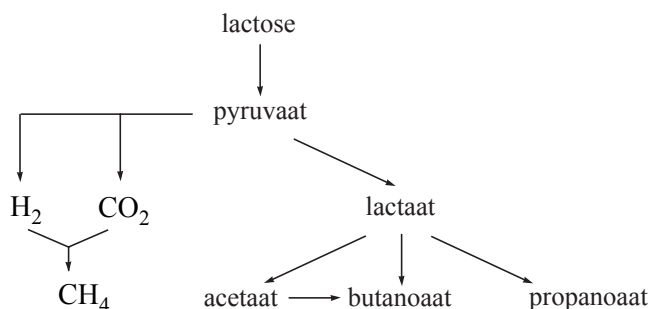 lactose
pyruvaat
H₂ CO₂ lactaat
CH₄ acetaat butanoaat propanoaat